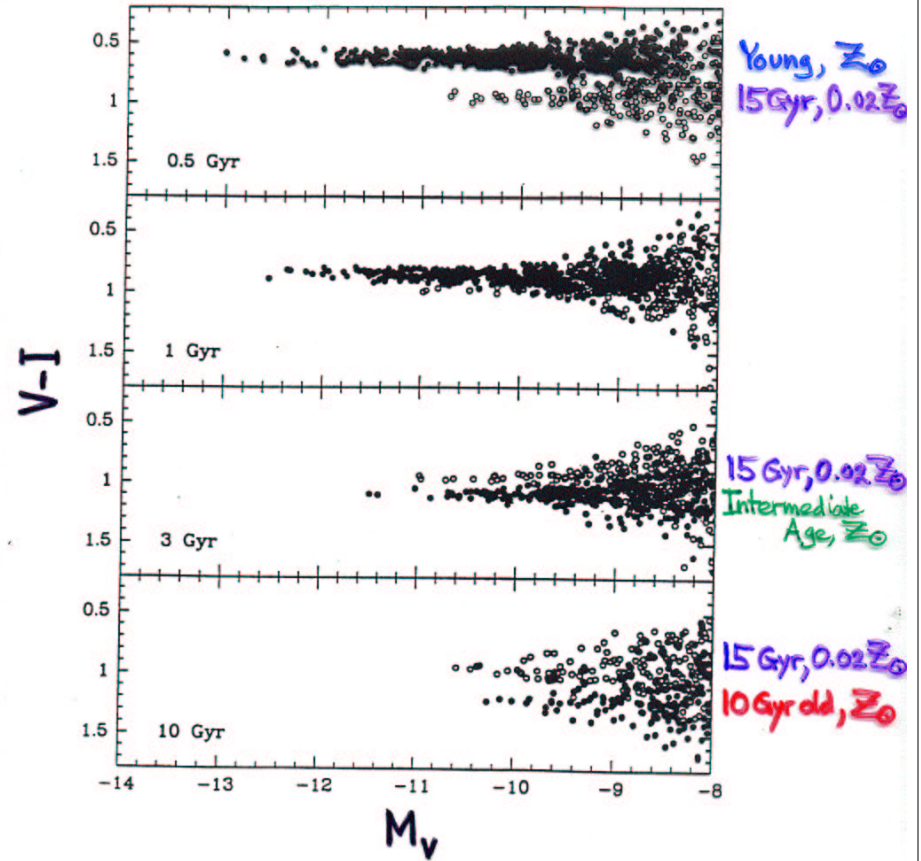 0.5
1
1.5
0.5 Gyr
Young, Z⊙
15 Gyr, 0.02 Z⊙
0.5
1
1.5
1 Gyr
V-I
0.5
1
1.5
3 Gyr
15 Gyr, 0.02 Z⊙
Intermediate
Age, Z⊙
0.5
1
1.5
10 Gyr
15 Gyr, 0.02 Z⊙
10 Gyr old, Z⊙
-14 -13 -12 -11 -10 -9 -8
Mv